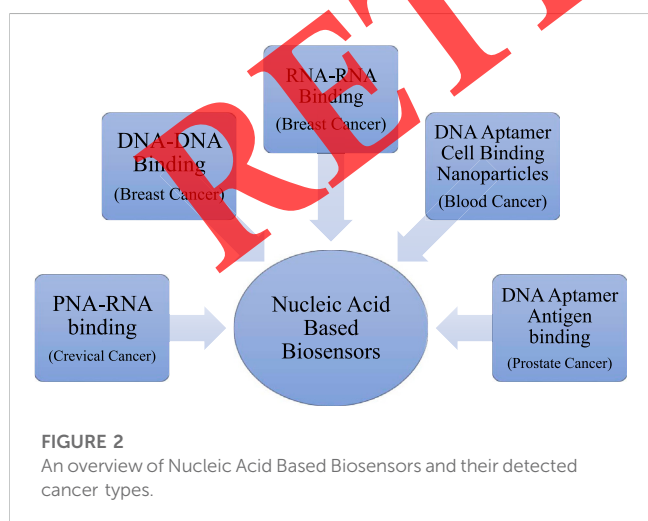 RNA-RNA
Binding
(Breast Cancer)
DNA-DNA
Binding
(Breast Cancer)
DNA Aptamer
Cell Binding
Nanoparticles
(Blood Cancer)
PNA-RNA
binding
(Crevical Cancer)
Nucleic Acid
Based
Biosensors
DNA Aptamer
Antigen
binding
(Prostate Cancer)
RET
FIGURE 2
An overview of Nucleic Acid Based Biosensors and their detected
cancer types.